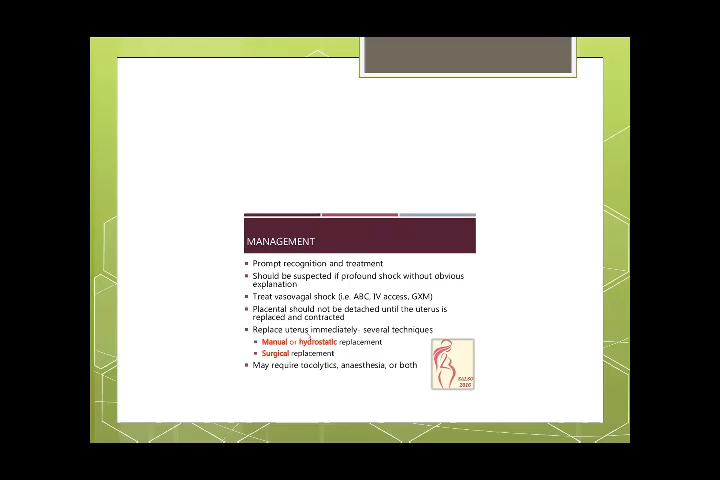 MANAGEMENT
Prompt recognition and treatment
Should be suspected if profound shock without obvious
explanation
Treat vasovagal shock (i.e. ABC, IV access, GXM)
Placental should not be detached until the uterus is
replaced and contracted
Replace uterus immediately- several techniques
Manual or hydrostatic replacement
Surgical replacement
May require tocolytics, anaesthesia, or both
2016